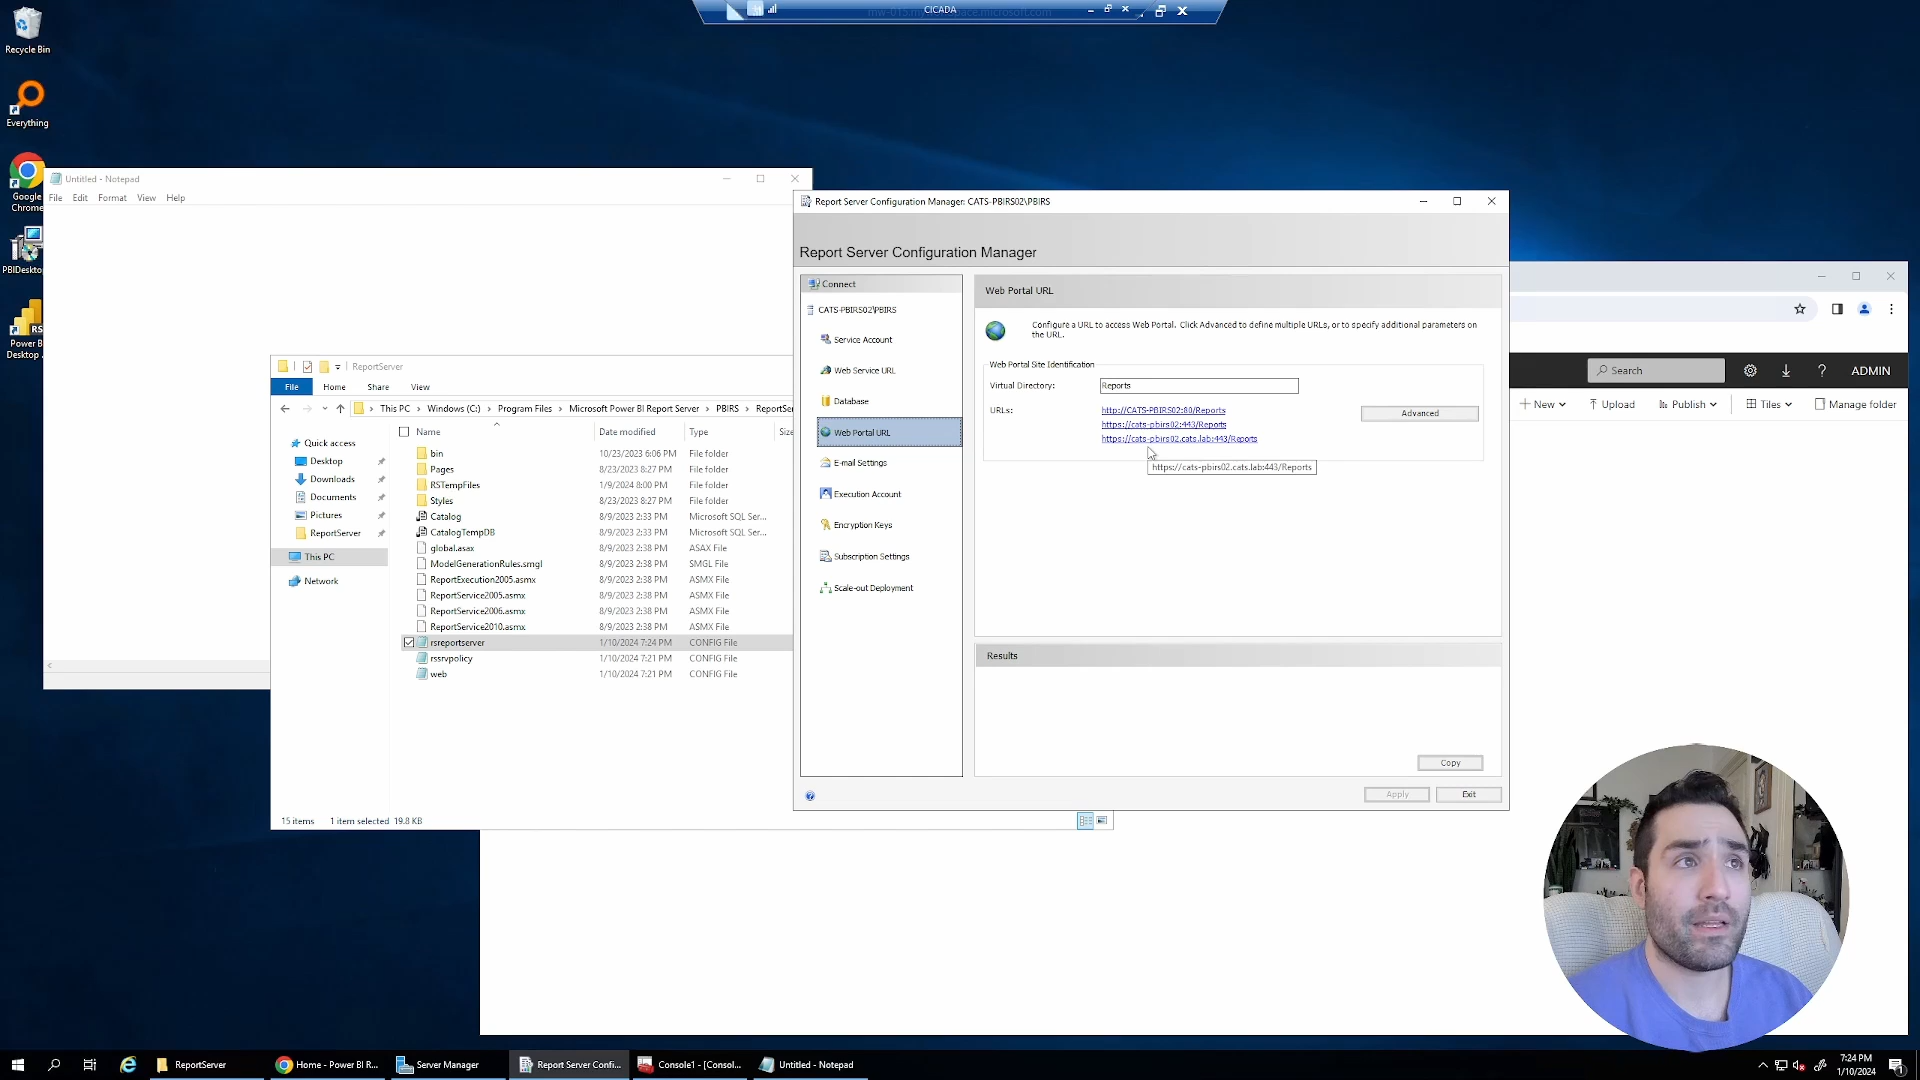 CICADA
mw-015.myworkspace.microsoft.com
Recycle Bin
Everything
Google
Chrome
PBIDesktop
Power BI
Desktop ...
RS
Untitled - Notepad
File Edit Format View Help
ReportServer
File Home Share View
This PC > Windows (C:) > Program Files > Microsoft Power BI Report Server > PBIRS > ReportSer
Quick access
Desktop
Downloads
Documents
Pictures
ReportServer
This PC
Network
Name Date modified Type Size
bin 10/23/2023 6:06 PM File folder
Pages 8/23/2023 8:27 PM File folder
RSTempFiles 1/9/2024 8:00 PM File folder
Styles 8/23/2023 8:27 PM File folder
Catalog 8/9/2023 2:33 PM Microsoft SQL Ser...
CatalogTempDB 8/9/2023 2:33 PM Microsoft SQL Ser...
global.asax 8/9/2023 2:38 PM ASAX File
ModelGenerationRules.smgl 8/9/2023 2:38 PM SMGL File
ReportExecution2005.asmx 8/9/2023 2:38 PM ASMX File
ReportService2005.asmx 8/9/2023 2:38 PM ASMX File
ReportService2006.asmx 8/9/2023 2:38 PM ASMX File
ReportService2010.asmx 8/9/2023 2:38 PM ASMX File
rsreportserver 1/10/2024 7:24 PM CONFIG File
rssrvpolicy 1/10/2024 7:21 PM CONFIG File
web 1/10/2024 7:21 PM CONFIG File
15 items 1 item selected 19.8 KB
Report Server Configuration Manager: CATS-PBIRS02\PBIRS
Report Server Configuration Manager
Connect
CATS-PBIRS02\PBIRS
Service Account
Web Service URL
Database
Web Portal URL
E-mail Settings
Execution Account
Encryption Keys
Subscription Settings
Scale-out Deployment
Web Portal URL
Configure a URL to access Web Portal. Click Advanced to define multiple URLs, or to specify additional parameters on
the URL.
Web Portal Site Identification
Virtual Directory: Reports
URLs: http://CATS-PBIRS02:80/Reports Advanced
https://cats-pbirs02:443/Reports
https://cats-pbirs02.cats.lab:443/Reports
https://cats-pbirs02.cats.lab:443/Reports
Results
Copy
Apply Exit
Search ? ADMIN
New Upload Publish Tiles Manage folder
ReportServer
Home - Power BI R...
Server Manager
Report Server Confi...
Console1 - [Consol...
Untitled - Notepad
7:24 PM
1/10/2024
1